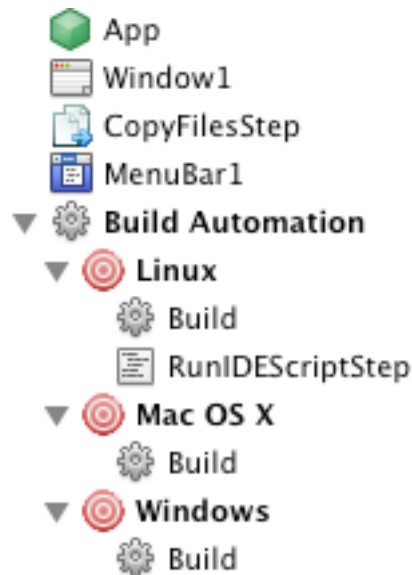 App
Window1
CopyFilesStep
MenuBar1
Build Automation
Linux
Build
RunIDEScriptStep
Mac OS X
Build
Windows
Build